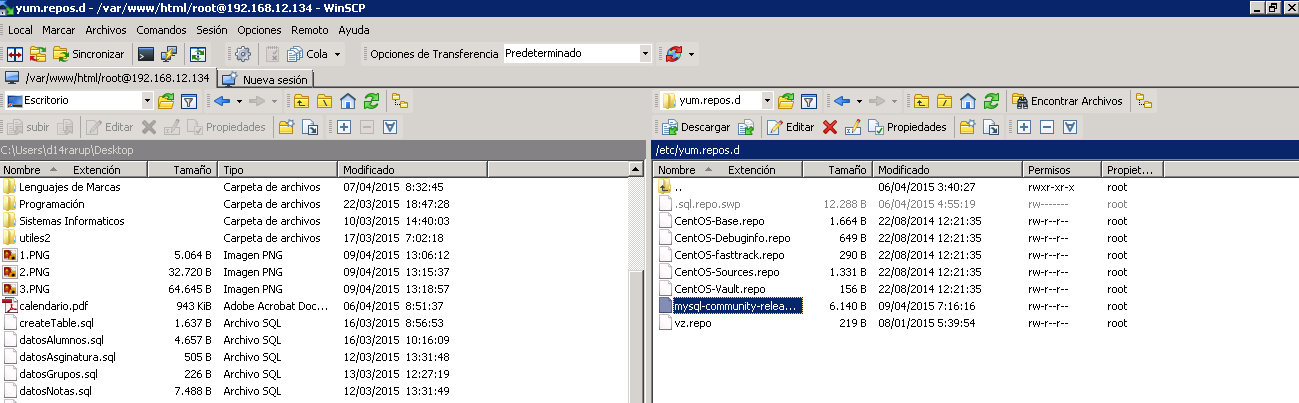 yum.repos.d - /var/www/html/root@192.168.12.134 - WinSCP
Local Marcar Archivos Comandos Sesión Opciones Remoto Ayuda
Sincronizar Cola Opciones de Transferencia Predeterminado
/var/www/html/root@192.168.12.134 Nueva sesión
Escritorio yum.repos.d Encontrar Archivos
subir Editar Propiedades Descargar Editar Propiedades
C:\Users\d14rarup\Desktop /etc/yum.repos.d
Nombre Extención Tamaño Tipo Modificado Nombre Extención Tamaño Modificado Permisos Propiet...
Lenguajes de Marcas Carpeta de archivos 07/04/2015 8:32:45 .. 06/04/2015 3:40:27 rwxr-xr-x root
Programación Carpeta de archivos 22/03/2015 18:47:28 .sql.repo.swp 12.288 B 06/04/2015 4:55:19 rw------- root
Sistemas Informaticos Carpeta de archivos 10/03/2015 14:40:03 CentOS-Base.repo 1.664 B 22/08/2014 12:21:35 rw-r--r-- root
utiles2 Carpeta de archivos 17/03/2015 7:02:18 CentOS-Debuginfo.repo 649 B 22/08/2014 12:21:35 rw-r--r-- root
1.PNG 5.064 B Imagen PNG 09/04/2015 13:06:12 CentOS-fasttrack.repo 290 B 22/08/2014 12:21:35 rw-r--r-- root
2.PNG 32.720 B Imagen PNG 09/04/2015 13:15:37 CentOS-Sources.repo 1.331 B 22/08/2014 12:21:35 rw-r--r-- root
3.PNG 64.645 B Imagen PNG 09/04/2015 13:18:57 CentOS-Vault.repo 156 B 22/08/2014 12:21:35 rw-r--r-- root
calendario.pdf 943 KiB Adobe Acrobat Doc... 06/04/2015 8:51:37 mysql-community-relea... 6.140 B 09/04/2015 7:16:16 rw-r--r-- root
createTable.sql 1.637 B Archivo SQL 16/03/2015 8:56:53 vz.repo 219 B 08/01/2015 5:39:54 rw-r--r-- root
datosAlumnos.sql 4.657 B Archivo SQL 16/03/2015 10:16:09
datosAsginatura.sql 505 B Archivo SQL 12/03/2015 13:31:48
datosGrupos.sql 226 B Archivo SQL 13/03/2015 12:27:19
datosNotas.sql 7.488 B Archivo SQL 12/03/2015 13:31:49